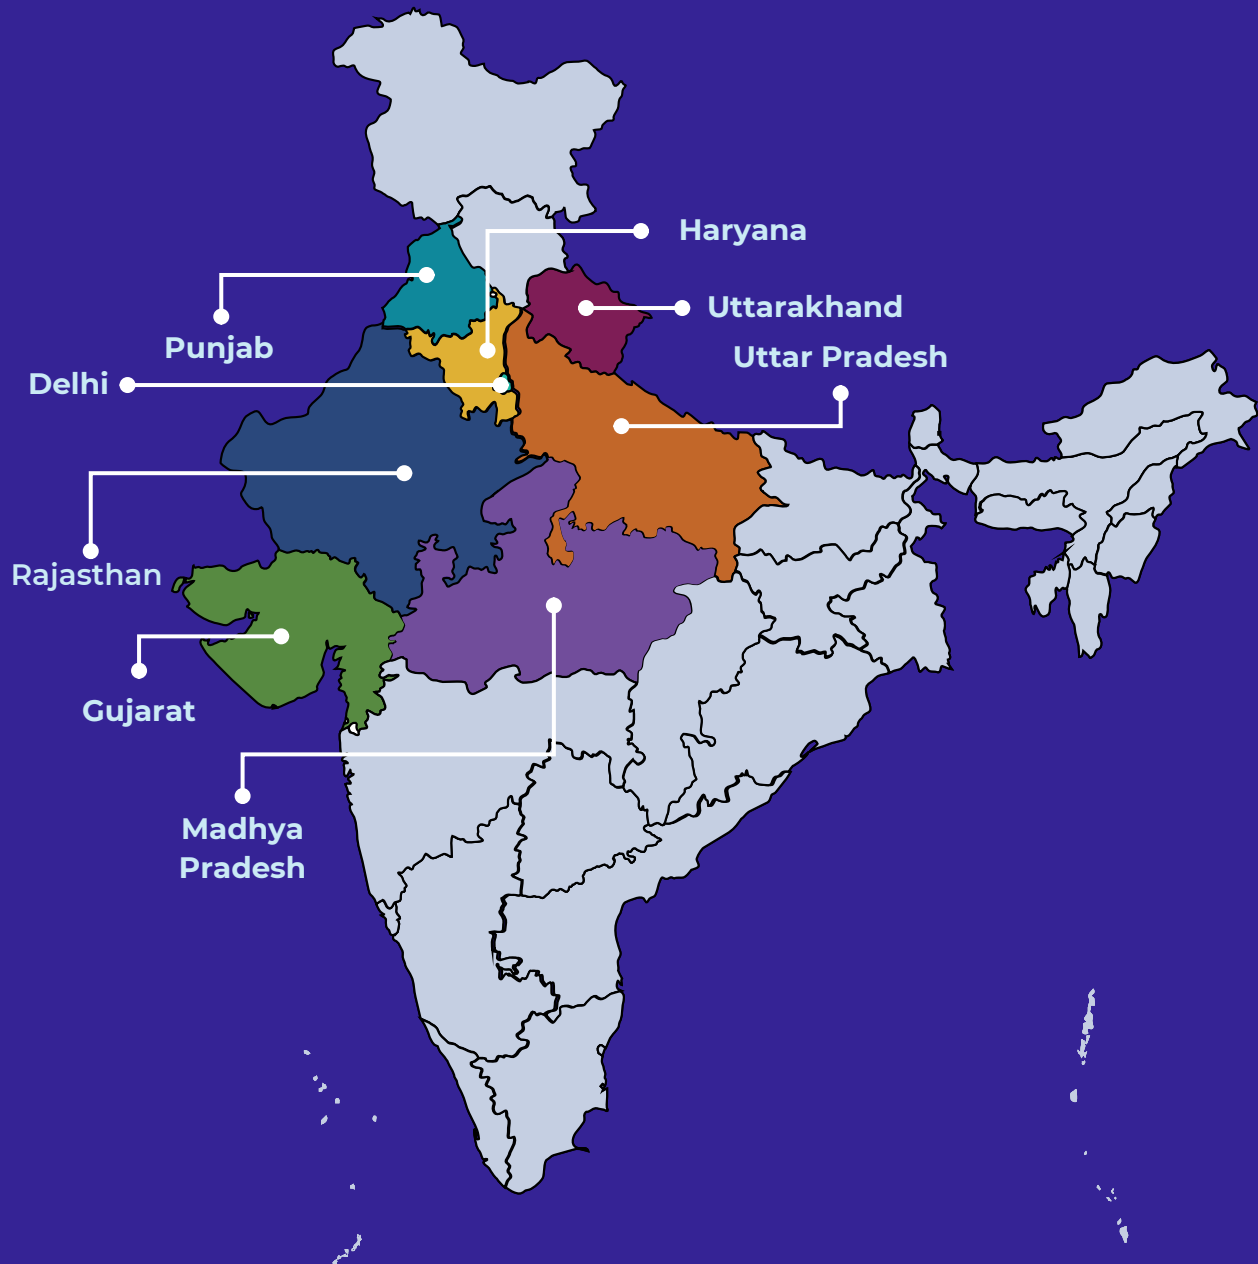 Haryana
Uttarakhand
Punjab
Uttar Pradesh
Delhi
Rajasthan
Gujarat
Madhya
Pradesh